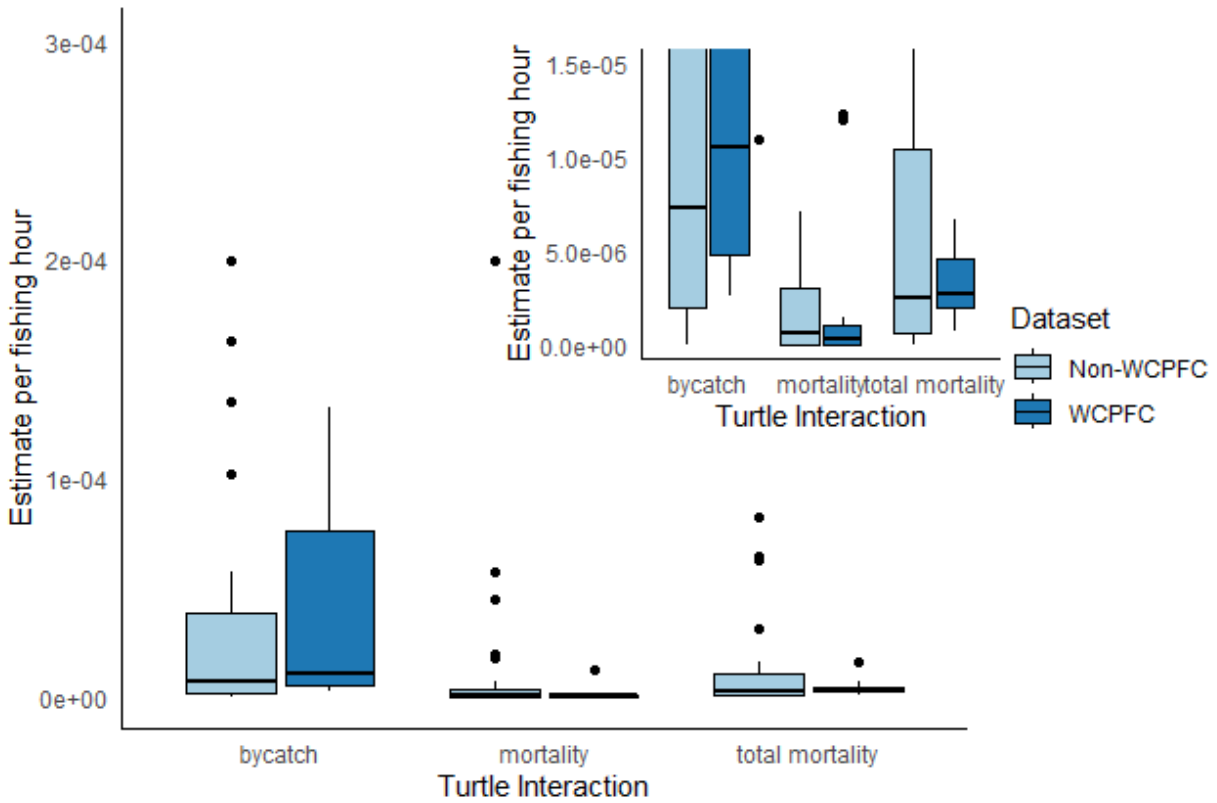 Estimate per fishing hour
3e-04
2e-04
1e-04
0e+00
bycatch
mortality
total mortality
Turtle Interaction
Estimate per fishing hour
1.5e-05
1.0e-05
5.0e-06
0.0e+00
bycatch
mortality
total mortality
Turtle Interaction
Dataset
Non-WCPFC
WCPFC